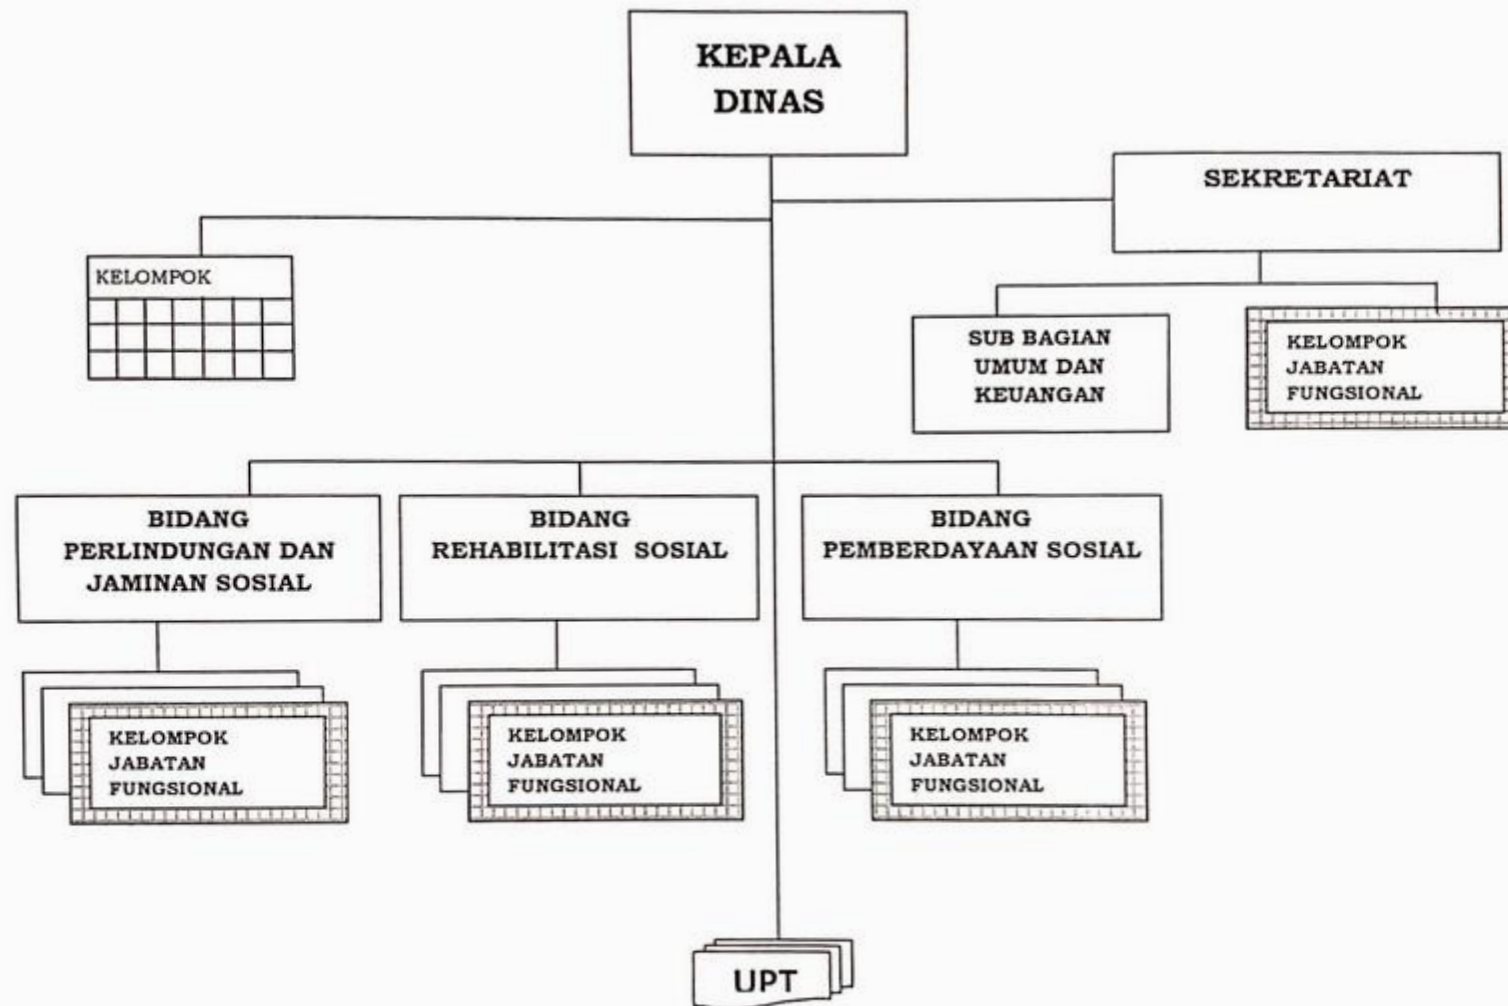 KEPALA
DINAS
SEKRETARIAT
KELOMPOK
SUB BAGIAN
UMUM DAN
KEUANGAN
KELOMPOK
JABATAN
FUNGSIONAL
BIDANG
PERLINDUNGAN DAN
JAMINAN SOSIAL
BIDANG
REHABILITASI SOSIAL
BIDANG
PEMBERDAYAAN SOSIAL
KELOMPOK
JABATAN
FUNGSIONAL
KELOMPOK
JABATAN
FUNGSIONAL
KELOMPOK
JABATAN
FUNGSIONAL
UPT